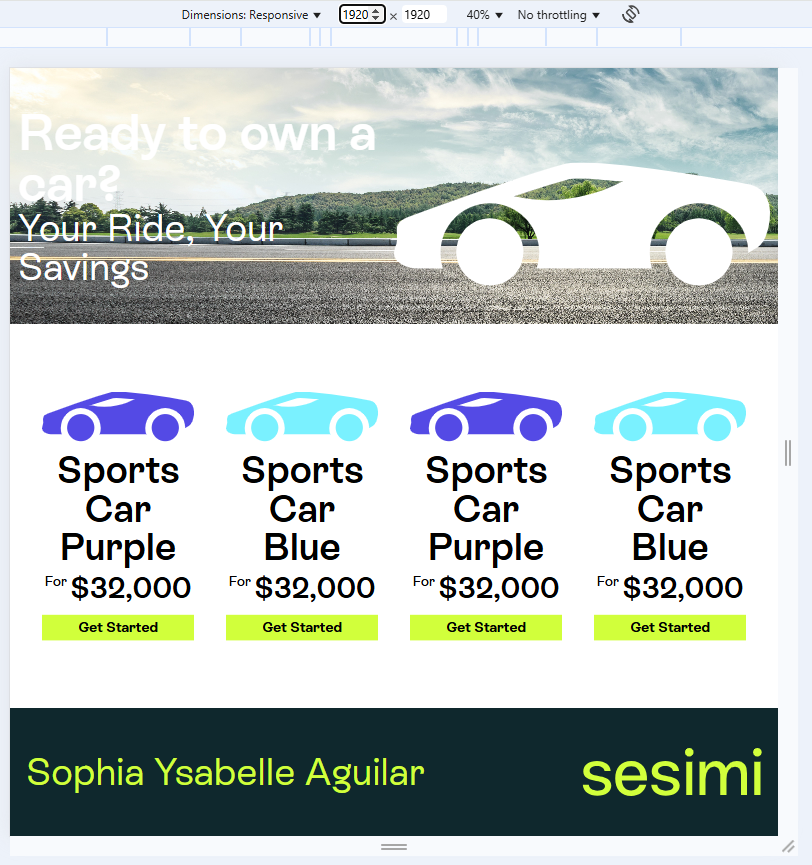 Dimensions: Responsive ▼ 1920 × 1920 40% ▼ No throttling ▼
Ready to own a
car?
Your Ride, Your
Savings
Sports Car Purple
For $32,000
Get Started
Sports Car Blue
For $32,000
Get Started
Sports Car Purple
For $32,000
Get Started
Sports Car Blue
For $32,000
Get Started
Sophia Ysabelle Aguilar
sesimi